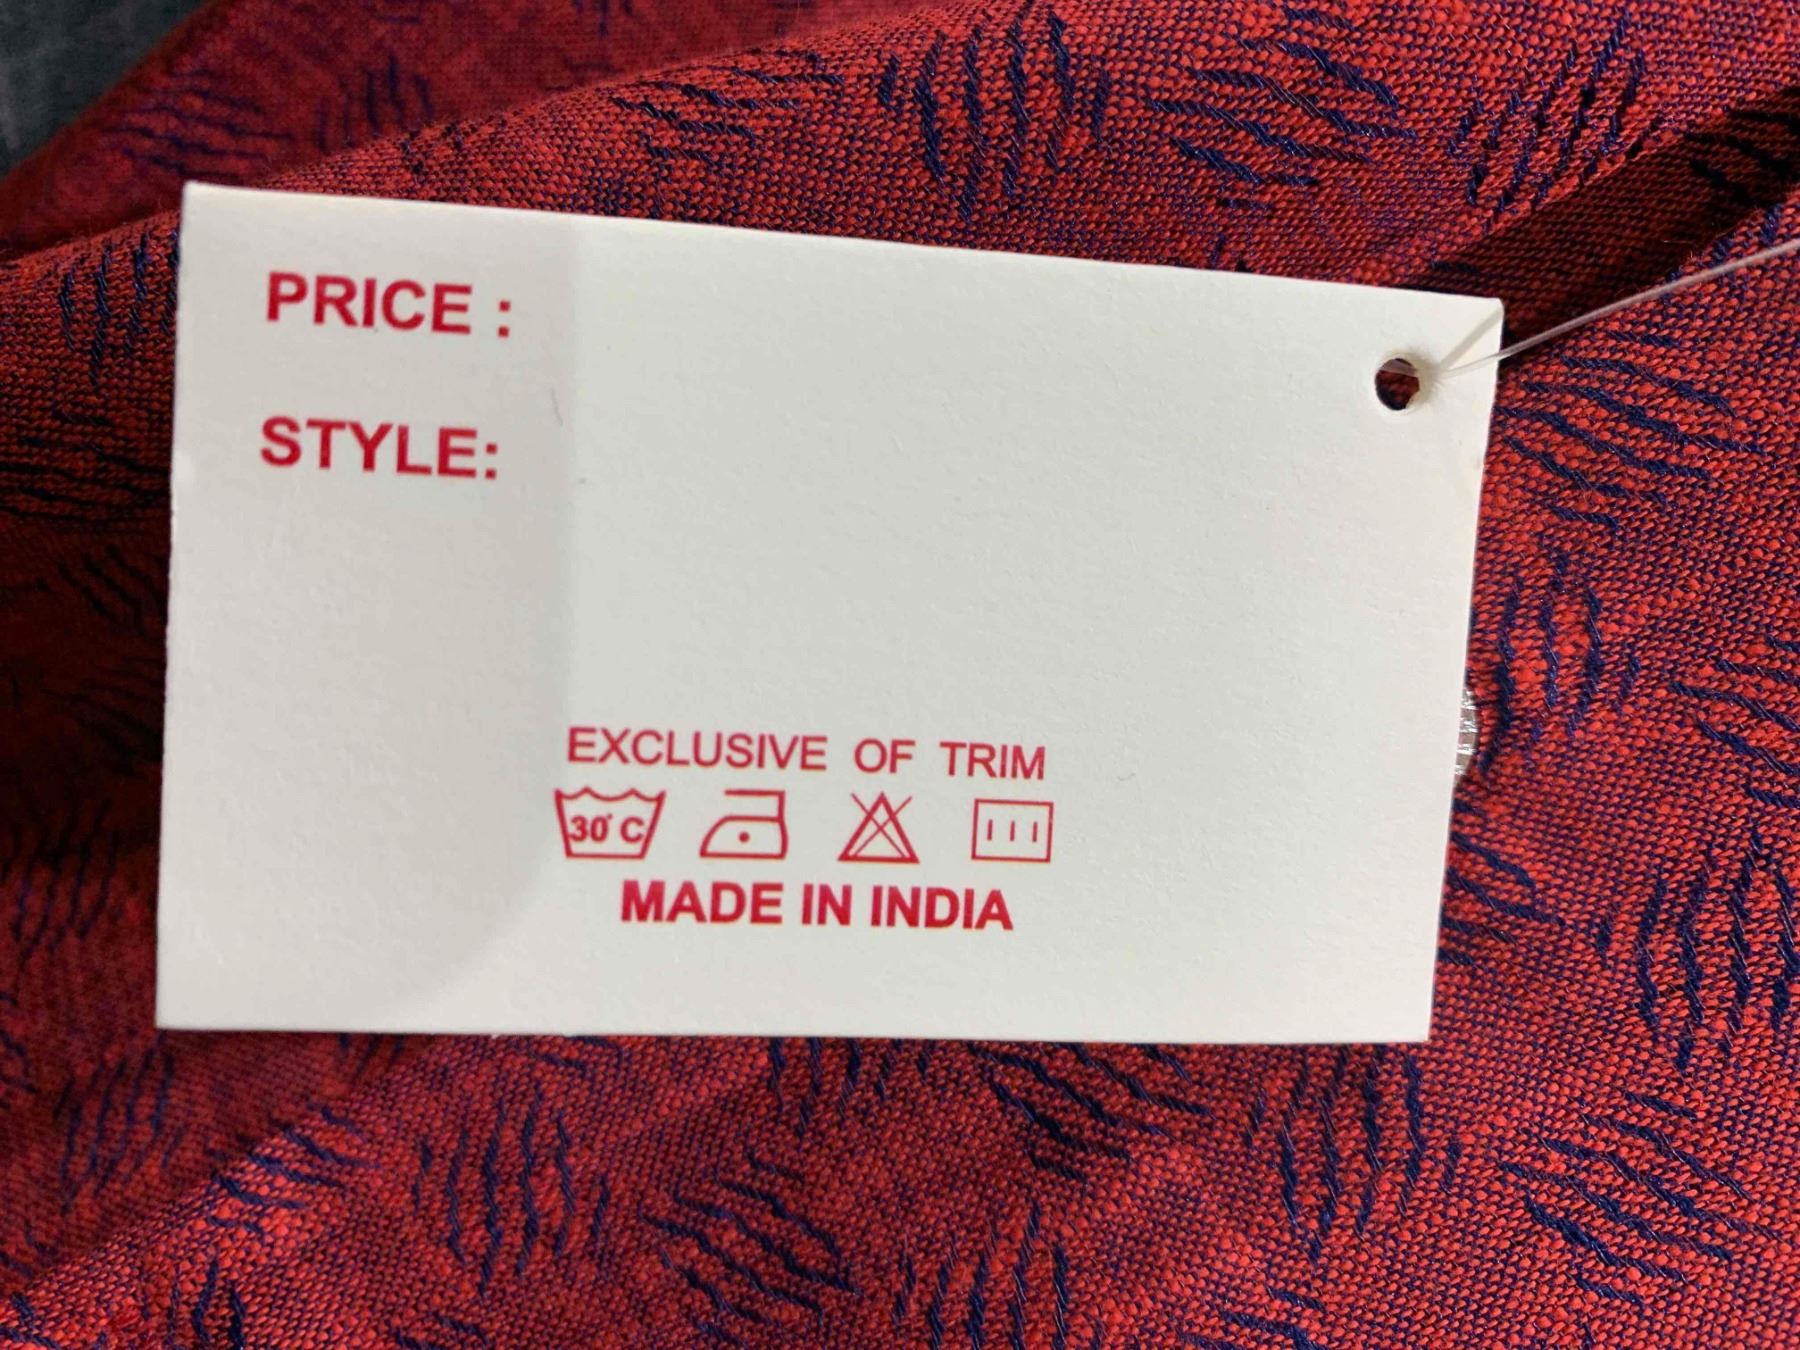 PRICE :
STYLE:
EXCLUSIVE OF TRIM
30° C
MADE IN INDIA